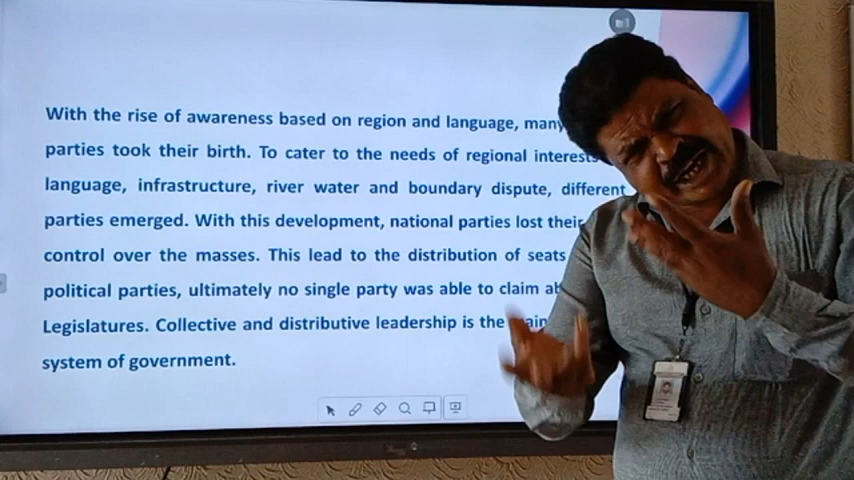 With the rise of awareness based on region and language, many
parties took their birth. To cater to the needs of regional interests
language, infrastructure, river water and boundary dispute, different
parties emerged. With this development, national parties lost their
control over the masses. This lead to the distribution of seats
political parties, ultimately no single party was able to claim
Legislatures. Collective and distributive leadership is the
system of government.